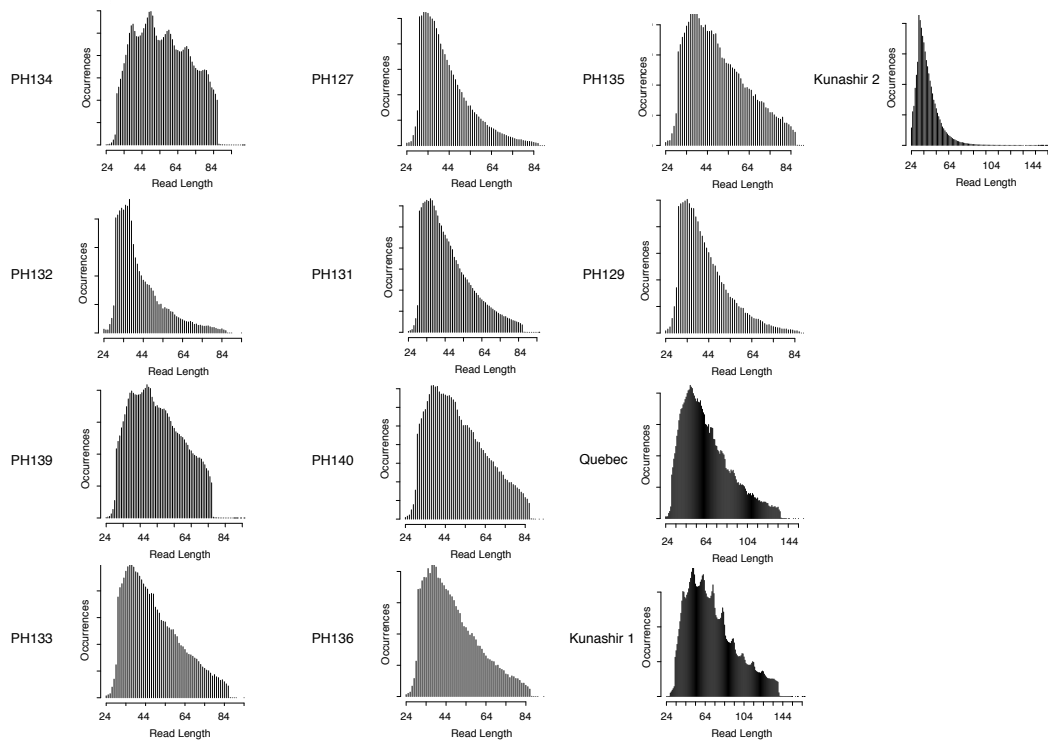 PH134
Occurrences
24 44 64 84
Read Length
PH127
Occurrences
24 44 64 84
Read Length
PH135
Occurrences
24 44 64 84
Read Length
Kunashir 2
Occurrences
24 64 104 144
Read Length
PH132
Occurrences
24 44 64 84
Read Length
PH131
Occurrences
24 44 64 84
Read Length
PH129
Occurrences
24 44 64 84
Read Length
PH139
Occurrences
24 44 64 84
Read Length
PH140
Occurrences
24 44 64 84
Read Length
Quebec
Occurrences
24 64 104 144
Read Length
PH133
Occurrences
24 44 64 84
Read Length
PH136
Occurrences
24 44 64 84
Read Length
Kunashir 1
Occurrences
24 64 104 144
Read Length